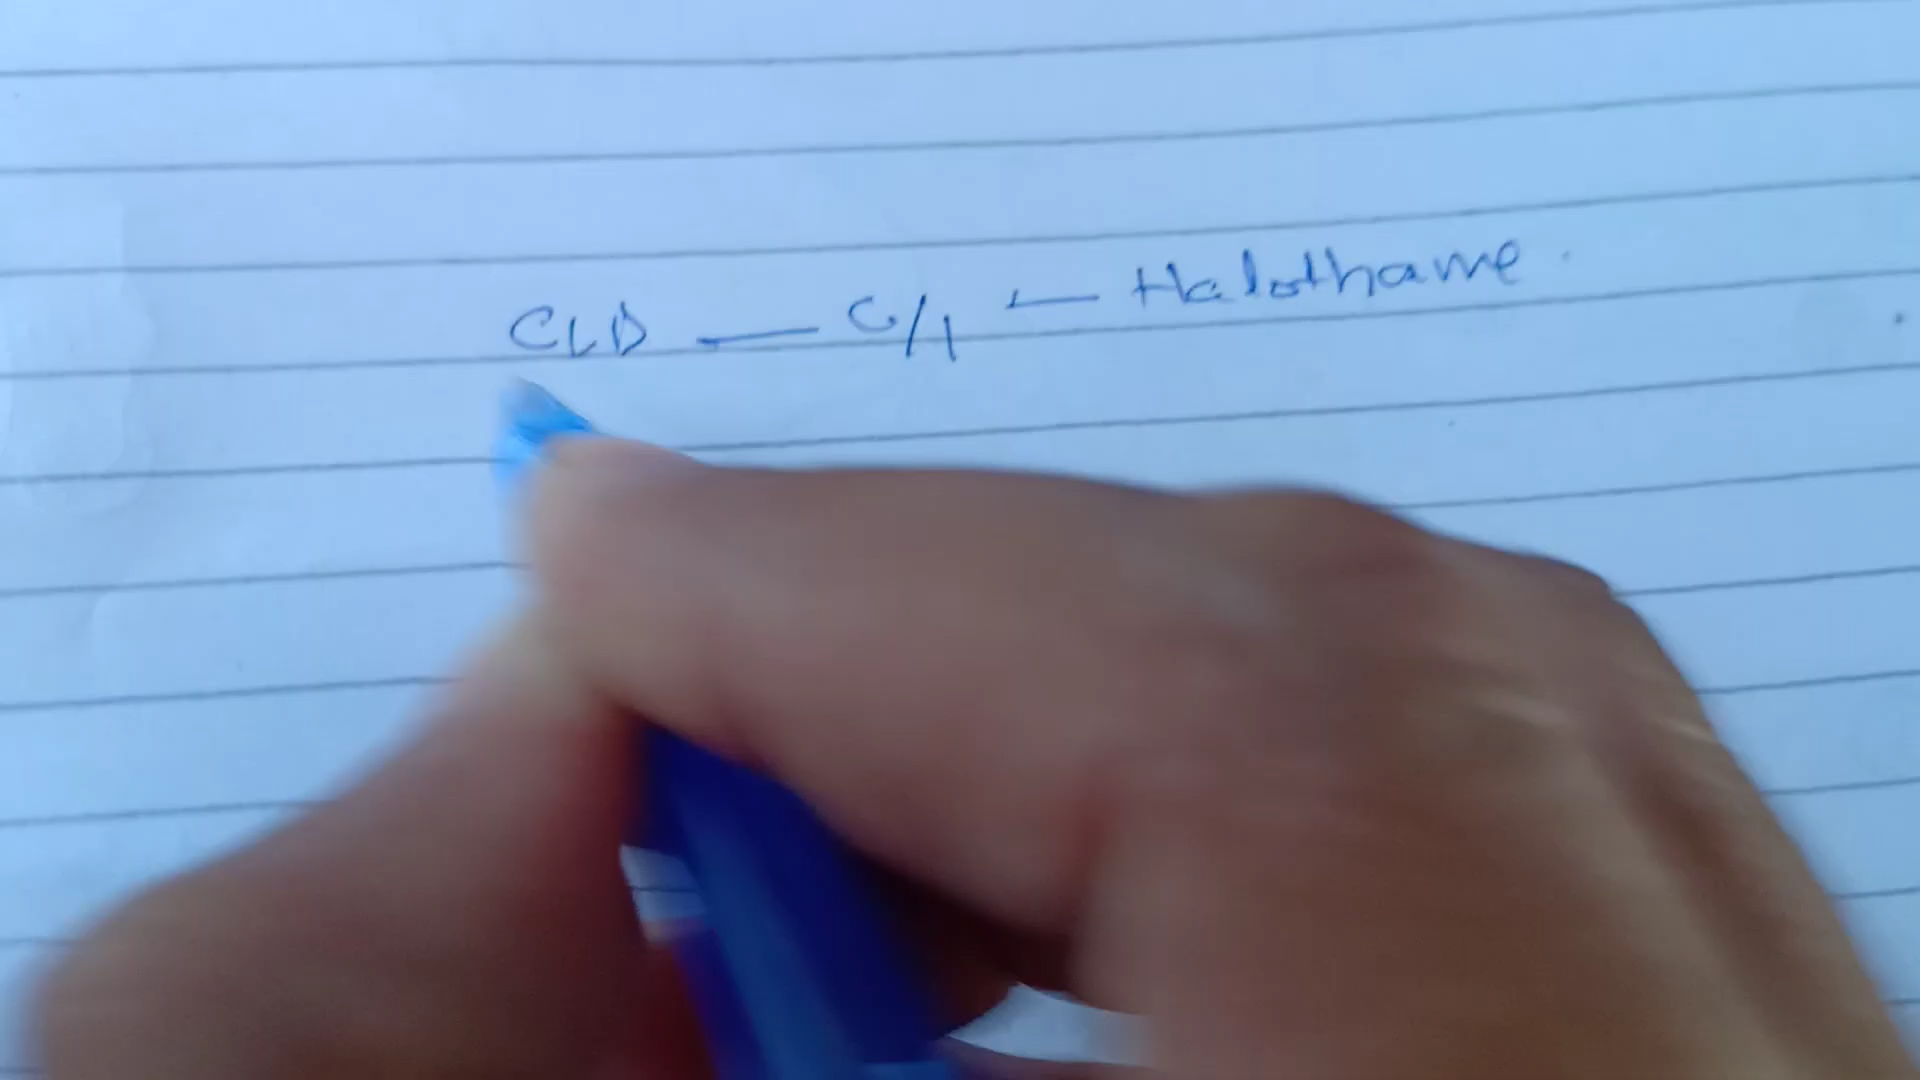 CLD — C/I — Halothane.